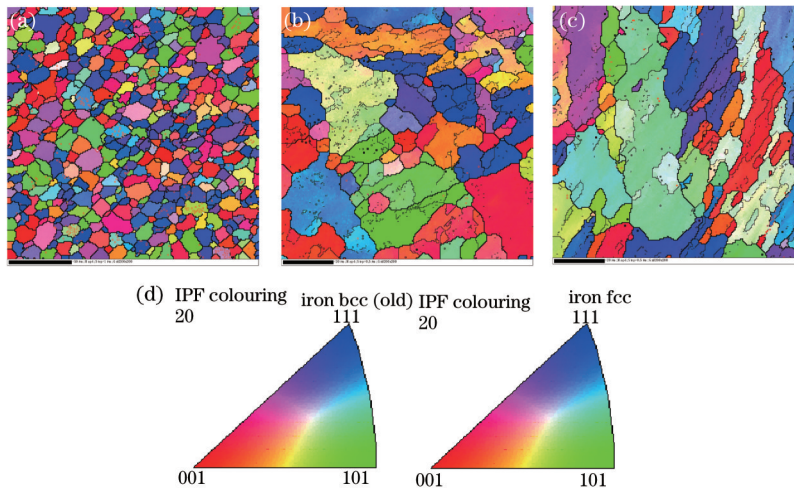 (a)
(b)
(c)
(d) IPF colouring
20
iron bcc (old)
111
001
101
IPF colouring
20
iron fcc
111
001
101